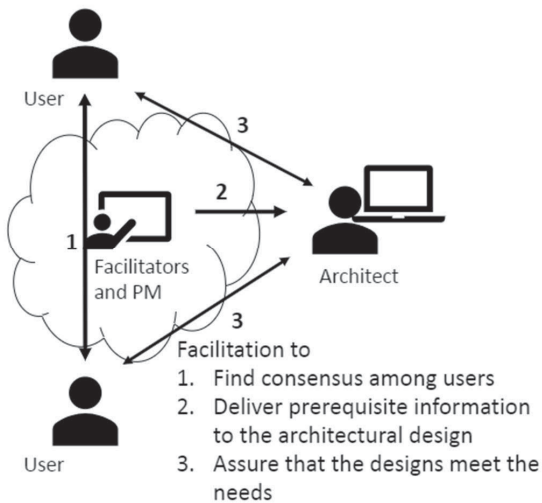 User
3
2
1
Facilitators
and PM
Architect
3
Facilitation to
1. Find consensus among users
2. Deliver prerequisite information
to the architectural design
3. Assure that the designs meet the
needs
User